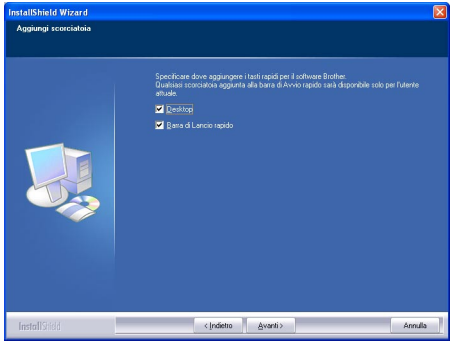 InstallShield Wizard
Aggiungi scorciatoia
Specificare dove aggiungere i tasti rapidi per il software Brother.
Qualsiasi scorciatoia aggiunta alla barra di Avvio rapido sarà disponibile solo per l'utente
attuale.
Desktop
Barra di Lancio rapido
InstallShield
< Indietro
Avanti >
Annulla